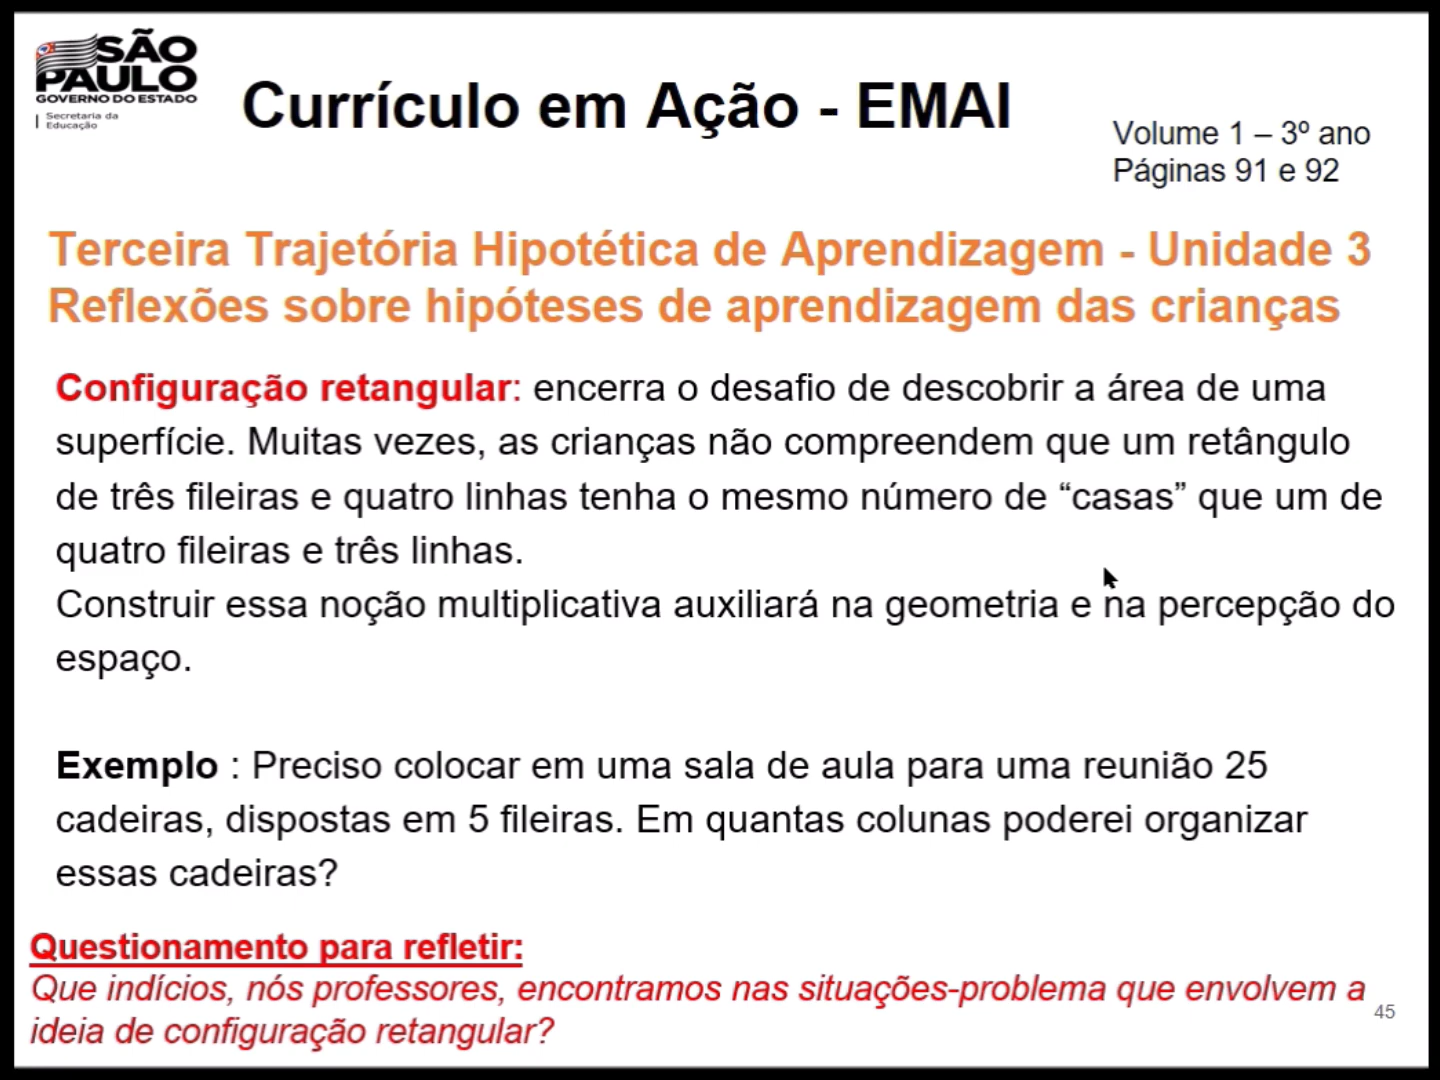 SÃO
PAULO
GOVERNO DO ESTADO
Secretaria da
Educação
Currículo em Ação - EMAI
Volume 1 – 3º ano
Páginas 91 e 92
Terceira Trajetória Hipotética de Aprendizagem - Unidade 3
Reflexões sobre hipóteses de aprendizagem das crianças
Configuração retangular: encerra o desafio de descobrir a área de uma
superfície. Muitas vezes, as crianças não compreendem que um retângulo
de três fileiras e quatro linhas tenha o mesmo número de “casas” que um de
quatro fileiras e três linhas.
Construir essa noção multiplicativa auxiliará na geometria e na percepção do
espaço.
Exemplo : Preciso colocar em uma sala de aula para uma reunião 25
cadeiras, dispostas em 5 fileiras. Em quantas colunas poderei organizar
essas cadeiras?
Questionamento para refletir:
Que indícios, nós professores, encontramos nas situações-problema que envolvem a
ideia de configuração retangular?
45